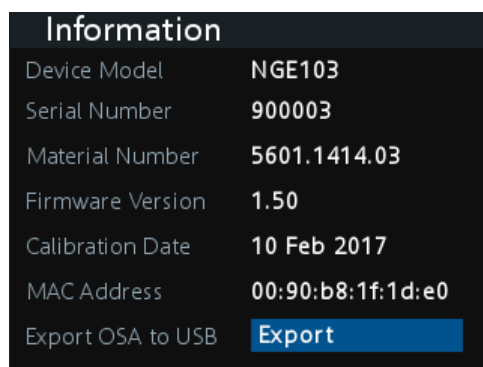 Information
Device Model NGE103
Serial Number 900003
Material Number 5601.1414.03
Firmware Version 1.50
Calibration Date 10 Feb 2017
MAC Address 00:90:b8:1f:1d:e0
Export OSA to USB Export